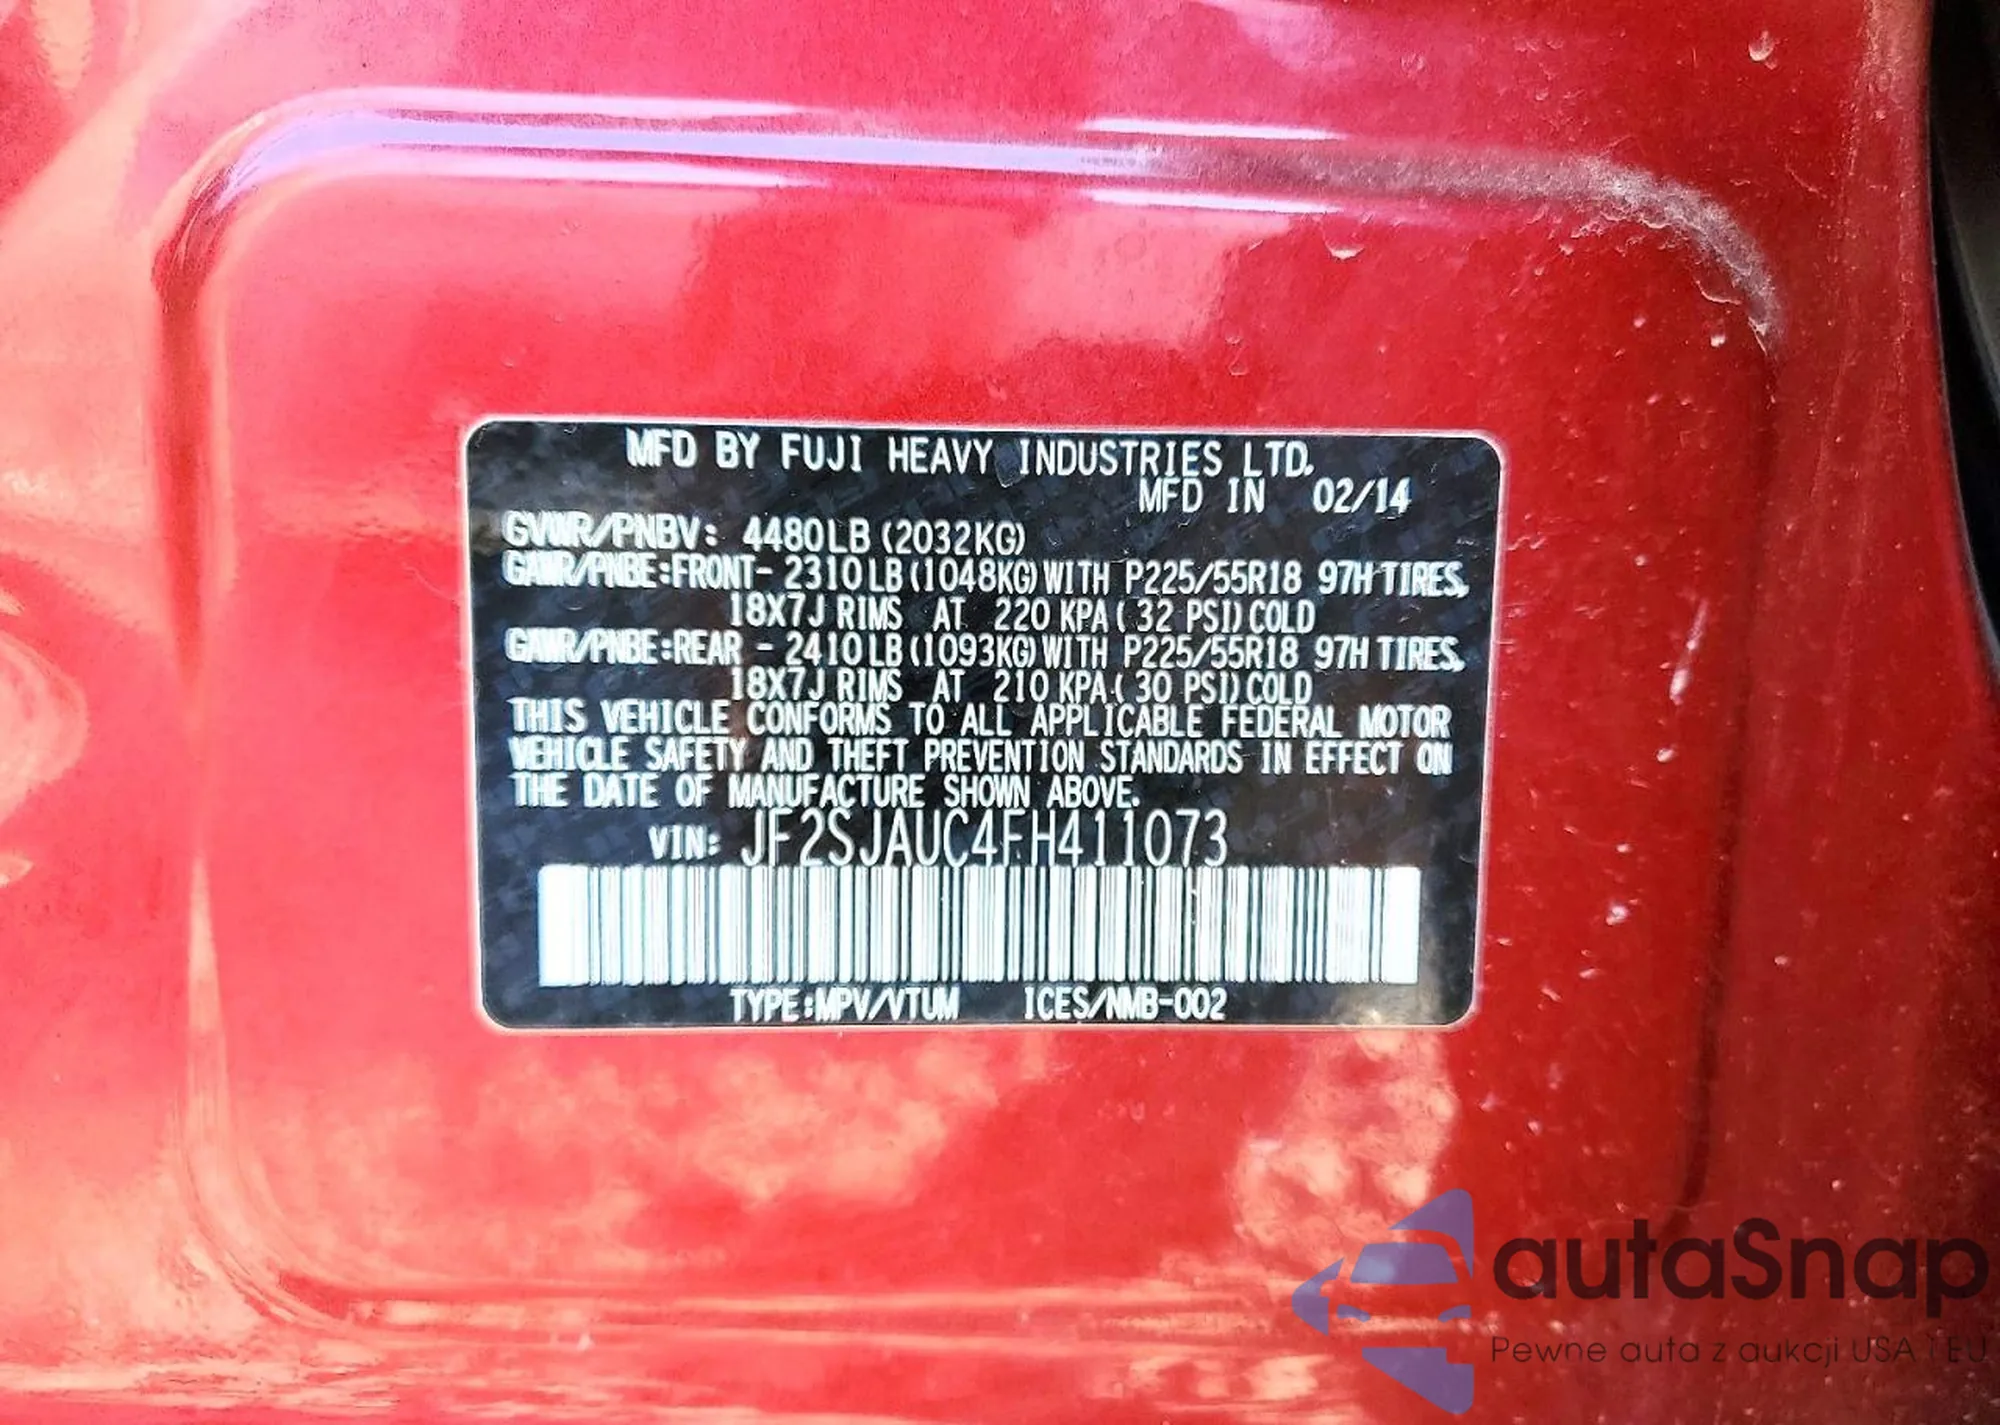 MFD BY FUJI HEAVY INDUSTRIES LTD.
MFD IN 02/14
GVWR/PNBV: 4480LB (2032KG)
GAWR/PNBE:FRONT- 2310LB (1048KG) WITH P225/55R18 97H TIRES,
18X7J RIMS AT 220 KPA ( 32 PSI) COLD
GAWR/PNBE:REAR - 2410LB (1093KG) WITH P225/55R18 97H TIRES,
18X7J RIMS AT 210 KPA ( 30 PSI) COLD
THIS VEHICLE CONFORMS TO ALL APPLICABLE FEDERAL MOTOR
VEHICLE SAFETY AND THEFT PREVENTION STANDARDS IN EFFECT ON
THE DATE OF MANUFACTURE SHOWN ABOVE.
VIN: JF2SJAUC4FH411073
TYPE:MPV/VTUM ICES/NMB-002
autaSnap
Pewne auta z aukcji USA i EU